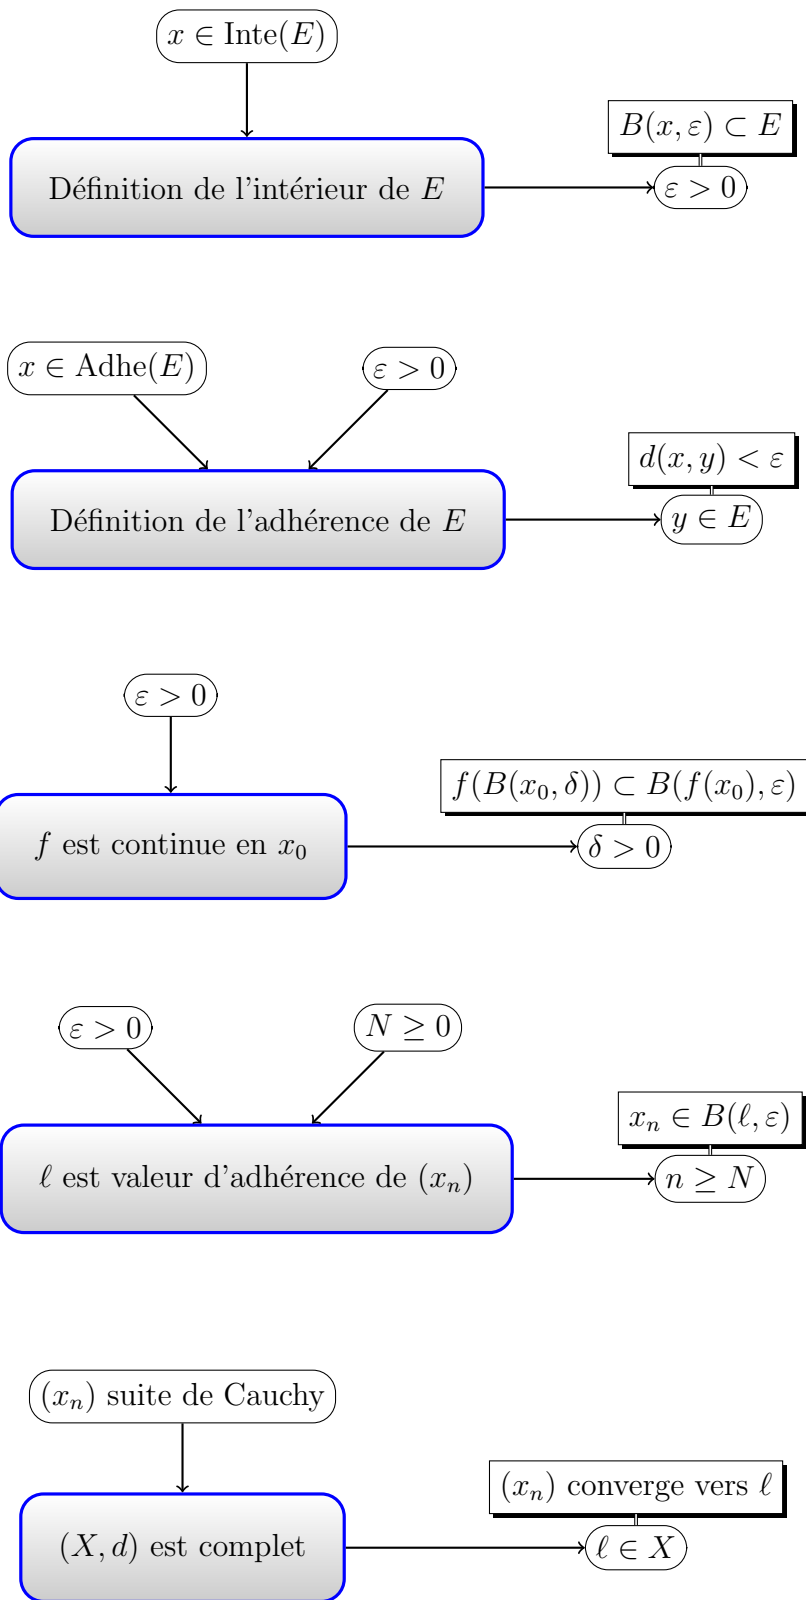 x ∈ Inte(E)
B(x, ε) ⊂ E
Définition de l'intérieur de E
ε > 0
x ∈ Adhe(E)
ε > 0
d(x, y) < ε
Définition de l'adhérence de E
y ∈ E
ε > 0
f(B(x₀, δ)) ⊂ B(f(x₀), ε)
f est continue en x₀
δ > 0
ε > 0
N ≥ 0
xₙ ∈ B(ℓ, ε)
ℓ est valeur d'adhérence de (xₙ)
n ≥ N
(xₙ) suite de Cauchy
(xₙ) converge vers ℓ
(X, d) est complet
ℓ ∈ X